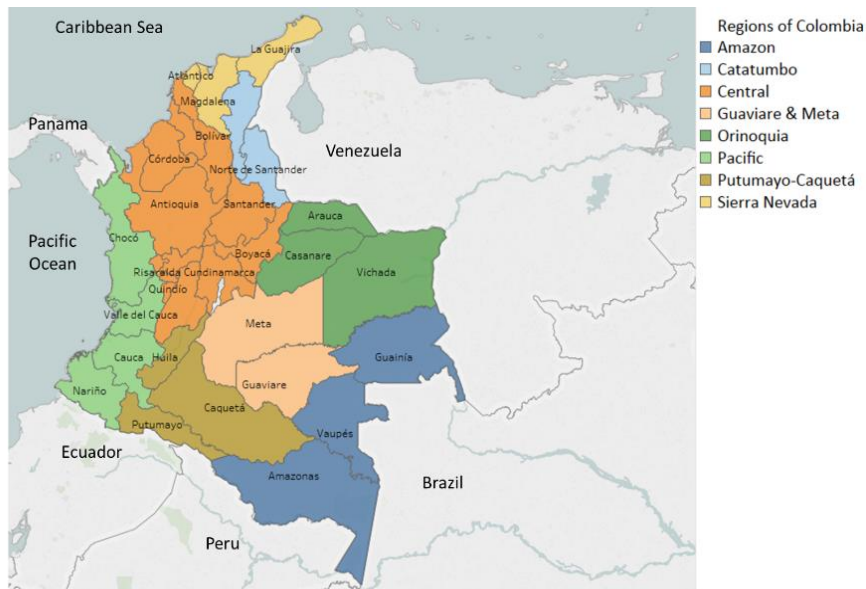 Caribbean Sea
Regions of Colombia
Amazon
Catatumbo
Central
Guaviare & Meta
Orinoquia
Pacific
Putumayo-Caquetá
Sierra Nevada
La Guajira
Atlántico
Magdalena
Panama
Bolívar
Venezuela
Córdoba
Norte de Santander
Antioquia
Santander
Arauca
Pacific
Ocean
Chocó
Boyacá
Casanare
Risaralda
Cundinamarca
Vichada
Quindío
Valle del Cauca
Meta
Cauca
Huila
Guainía
Nariño
Guaviare
Caquetá
Putumayo
Vaupés
Ecuador
Amazonas
Brazil
Peru